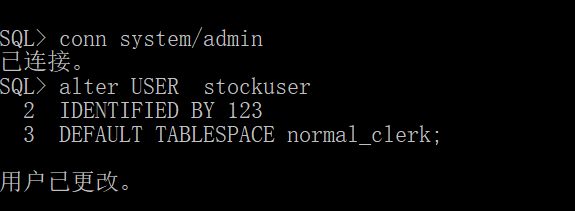 SQL> conn system/admin
已连接。
SQL> alter USER  stockuser
  2  IDENTIFIED BY 123
  3  DEFAULT TABLESPACE normal_clerk;
用户已更改。